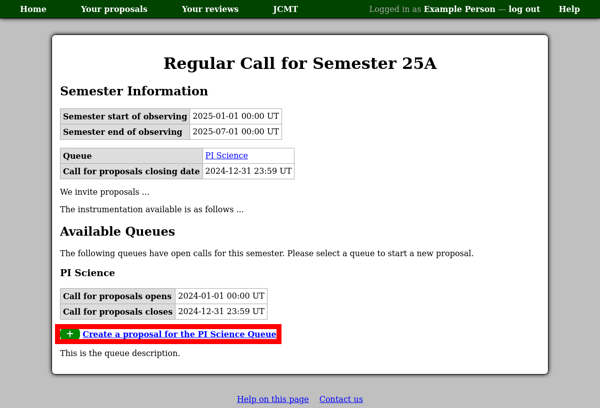 Home Your proposals Your reviews JCMT Logged in as Example Person — log out Help
Regular Call for Semester 25A
Semester Information
Semester start of observing 2025-01-01 00:00 UT
Semester end of observing 2025-07-01 00:00 UT
Queue PI Science
Call for proposals closing date 2024-12-31 23:59 UT
We invite proposals ...
The instrumentation available is as follows ...
Available Queues
The following queues have open calls for this semester. Please select a queue to start a new proposal.
PI Science
Call for proposals opens 2024-01-01 00:00 UT
Call for proposals closes 2024-12-31 23:59 UT
+ Create a proposal for the PI Science Queue
This is the queue description.
Help on this page Contact us